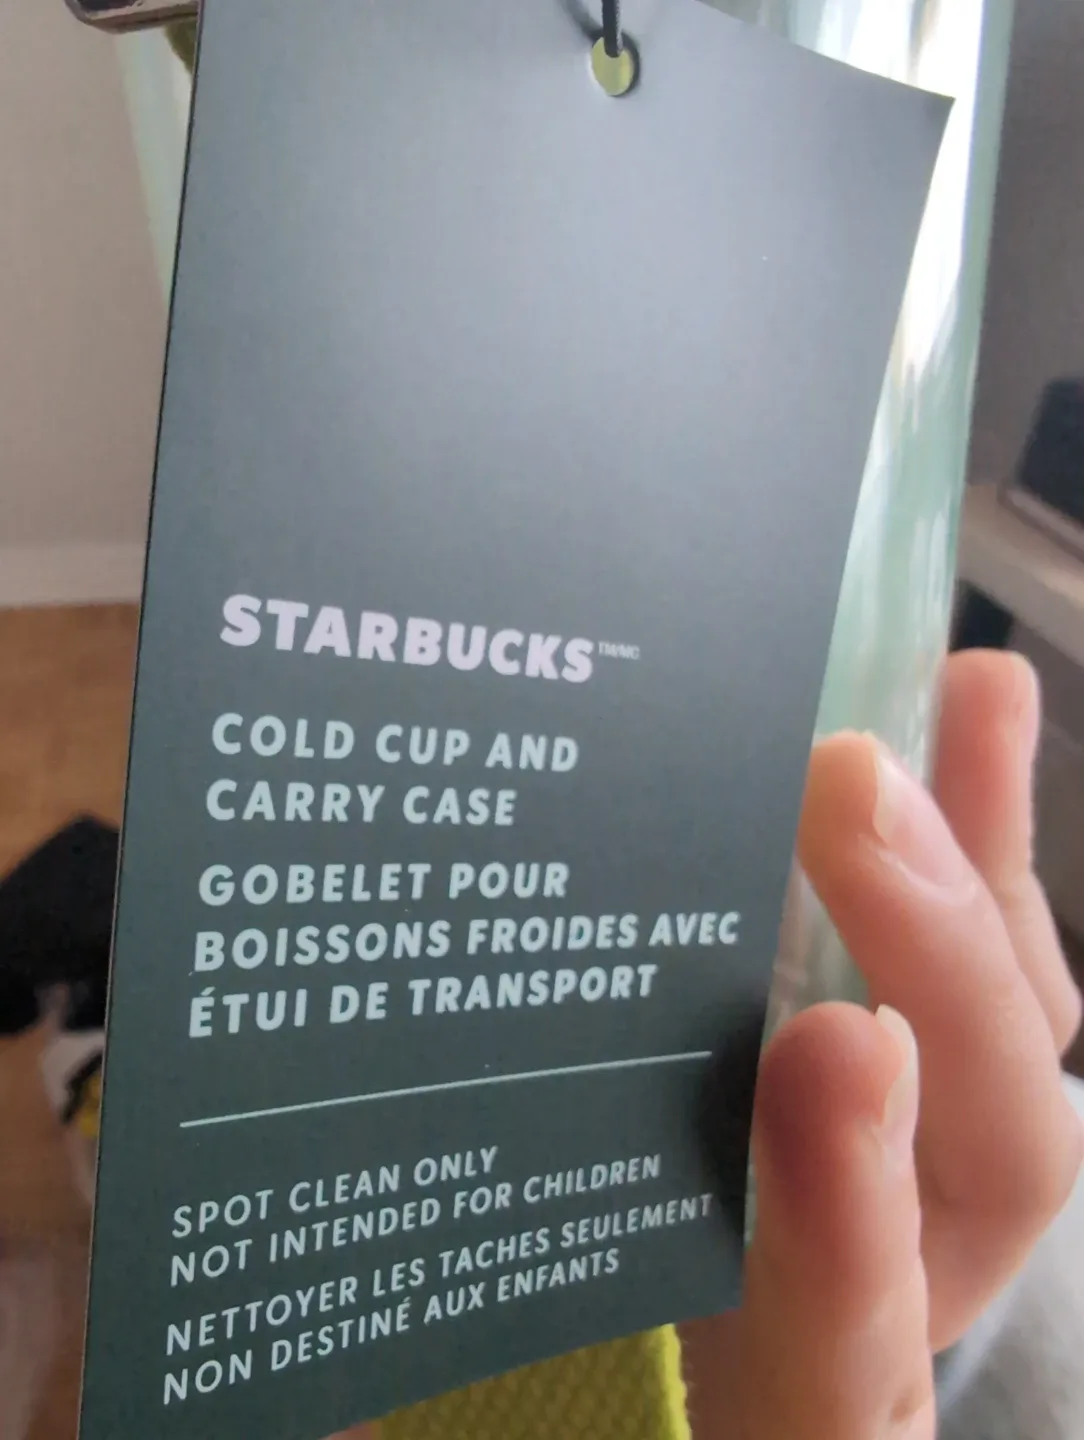 STARBUCKS™/MC
COLD CUP AND
CARRY CASE
GOBELET POUR
BOISSONS FROIDES AVEC
ÉTUI DE TRANSPORT
SPOT CLEAN ONLY
NOT INTENDED FOR CHILDREN
NETTOYER LES TACHES SEULEMENT
NON DESTINÉ AUX ENFANTS